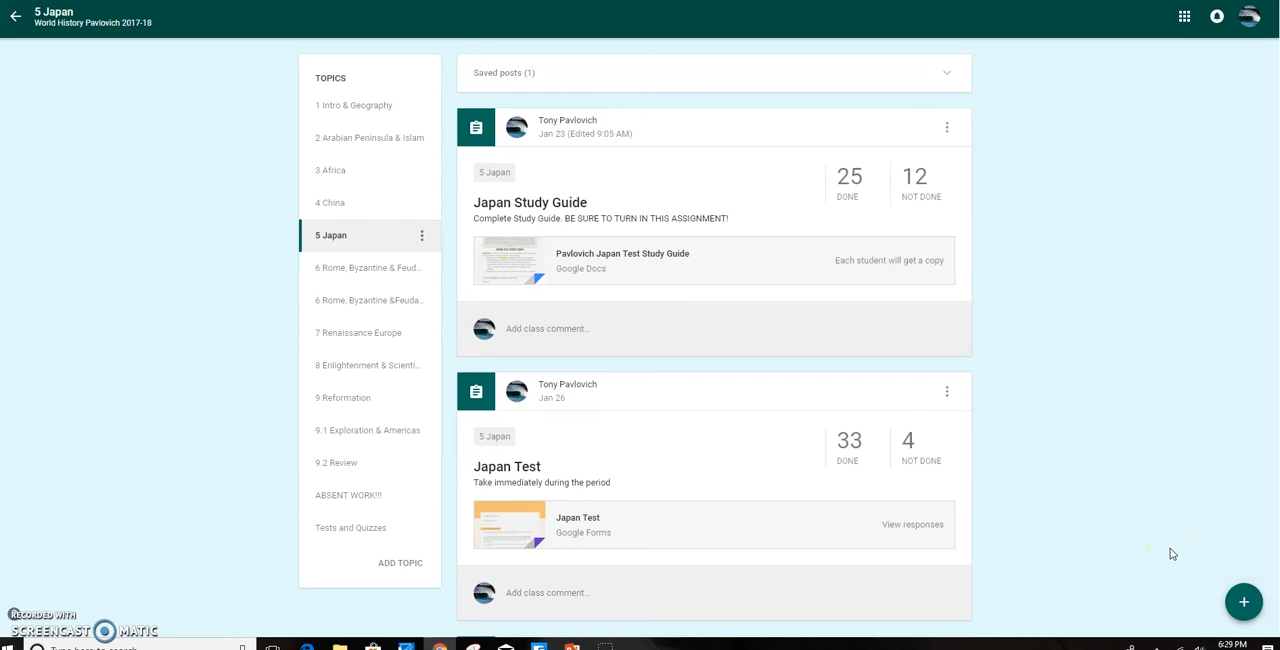 5 Japan
World History Pavlovich 2017-18
TOPICS
1 Intro & Geography
2 Arabian Peninsula & Islam
3 Africa
4 China
5 Japan
6 Rome, Byzantine & Feud...
6 Rome, Byzantine &Feuda...
7 Renaissance Europe
8 Enlightenment & Scienti...
9 Reformation
9.1 Exploration & Americas
9.2 Review
ABSENT WORK!!!
Tests and Quizzes
ADD TOPIC
Saved posts (1)
Tony Pavlovich
Jan 23 (Edited 9:05 AM)
5 Japan
25 12
DONE NOT DONE
Japan Study Guide
Complete Study Guide. BE SURE TO TURN IN THIS ASSIGNMENT!
Pavlovich Japan Test Study Guide
Google Docs
Each student will get a copy
Add class comment...
Tony Pavlovich
Jan 26
5 Japan
33 4
DONE NOT DONE
Japan Test
Take immediately during the period
Japan Test
Google Forms
View responses
Add class comment...
RECORDED WITH
SCREENCAST MATIC
Type here to search
6:29 PM